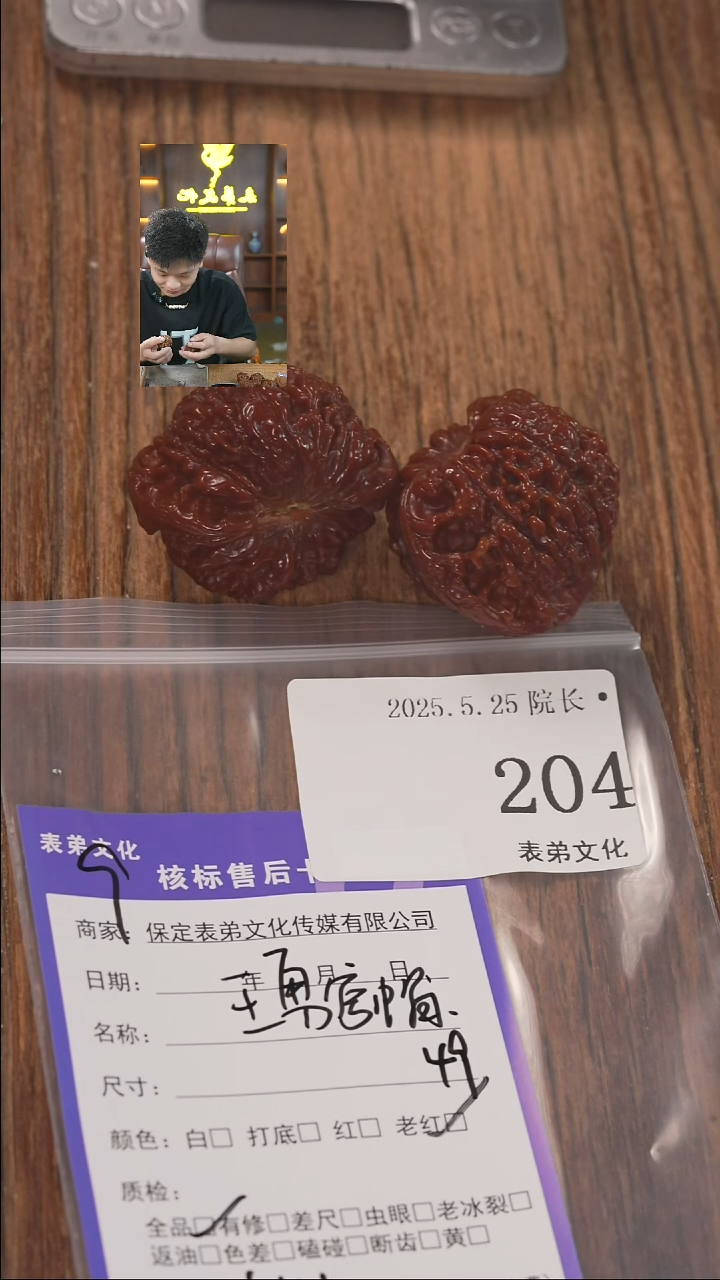 2025.5.25 院长
204
表弟文化
表弟文化
核标售后卡
商家: 保定表弟文化传媒有限公司
日期: 年 月 日
名称:
尺寸: 49
颜色: 白□ 打底□ 红□ 老红□
质检:
全品□有修□差尺□虫眼□老冰裂□
返油□色差□磕碰□断齿□黄□